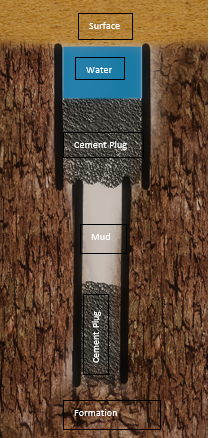 Surface
Water
Cement Plug
Mud
Cement Plug
Formation